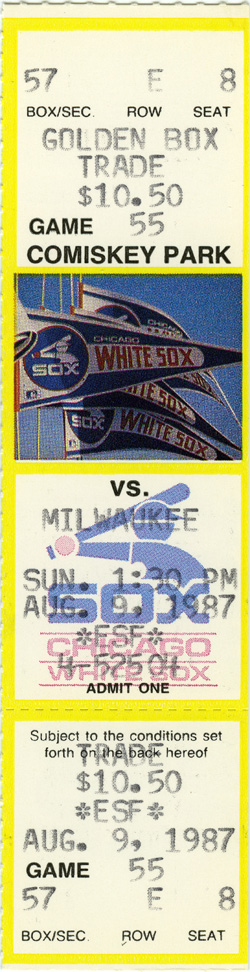 57 E 8
BOX/SEC. ROW SEAT
GOLDEN BOX
TRADE
$10.50
GAME 55
COMISKEY PARK
CHICAGO
WHITE SOX
SOX
WHITE SOX
WHITE SOX
VS.
MILWAUKEE
SUN. 1:30 PM
AUG. 9, 1987
SOX
*ESF*
CHICAGO
WHITE SOX
ADMIT ONE
Subject to the conditions set
forth on the back hereof
TRADE
$10.50
*ESF*
AUG. 9, 1987
GAME 55
57 E 8
BOX/SEC. ROW SEAT